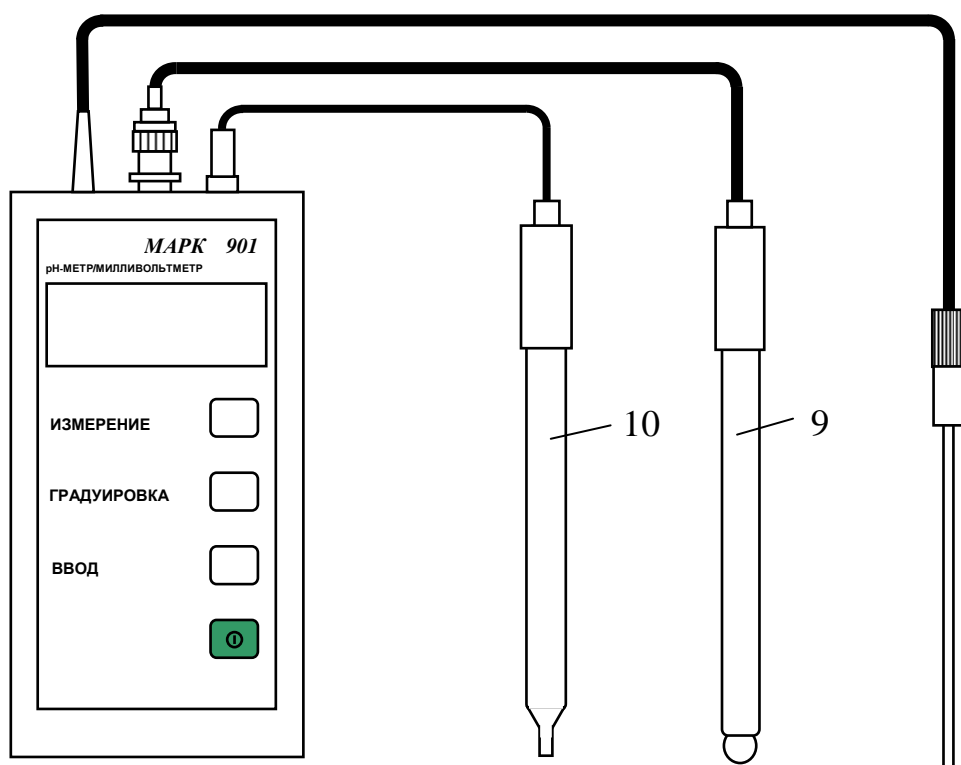 МАРК 901
pH-МЕТР/МИЛЛИВОЛЬТМЕТР
ИЗМЕРЕНИЕ
ГРАДУИРОВКА
ВВОД
10
9